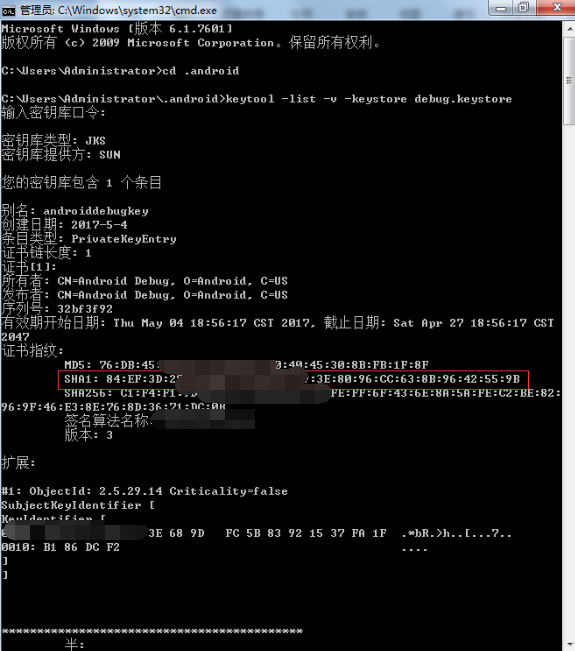 管理员: C:\Windows\system32\cmd.exe
Microsoft Windows [版本 6.1.7601]
版权所有 (c) 2009 Microsoft Corporation。保留所有权利。
C:\Users\Administrator>cd .android
C:\Users\Administrator\.android>keytool -list -v -keystore debug.keystore
输入密钥库口令:
密钥库类型: JKS
密钥库提供方: SUN
您的密钥库包含 1 个条目
别名: androiddebugkey
创建日期: 2017-5-4
条目类型: PrivateKeyEntry
证书链长度: 1
证书[1]:
所有者: CN=Android Debug, O=Android, C=US
发布者: CN=Android Debug, O=Android, C=US
序列号: 32bf3f92
有效期开始日期: Thu May 04 18:56:17 CST 2017, 截止日期: Sat Apr 27 18:56:17 CST
2047
证书指纹:
MD5: 76:DB:45: :40:45:30:8B:FB:1F:8F
SHA1: 84:EF:3D: :3E:80:96:CC:63:8B:96:42:55:9B
SHA256: C1:F4:F1: :FF:6F:43:6E:8A:5A:FE:C2:BE:82:
96:9F:46:E3:8E:76:8D:36:71:DC:0B
签名算法名称:
版本: 3
扩展:
#1: ObjectId: 2.5.29.14 Criticality=false
SubjectKeyIdentifier [
KeyIdentifier [
3E 68 9D FC 5B 83 92 15 37 FA 1F .*bR.>h..[...7..
0010: B1 86 DC F2 ....
]
]
*******************************************
半: